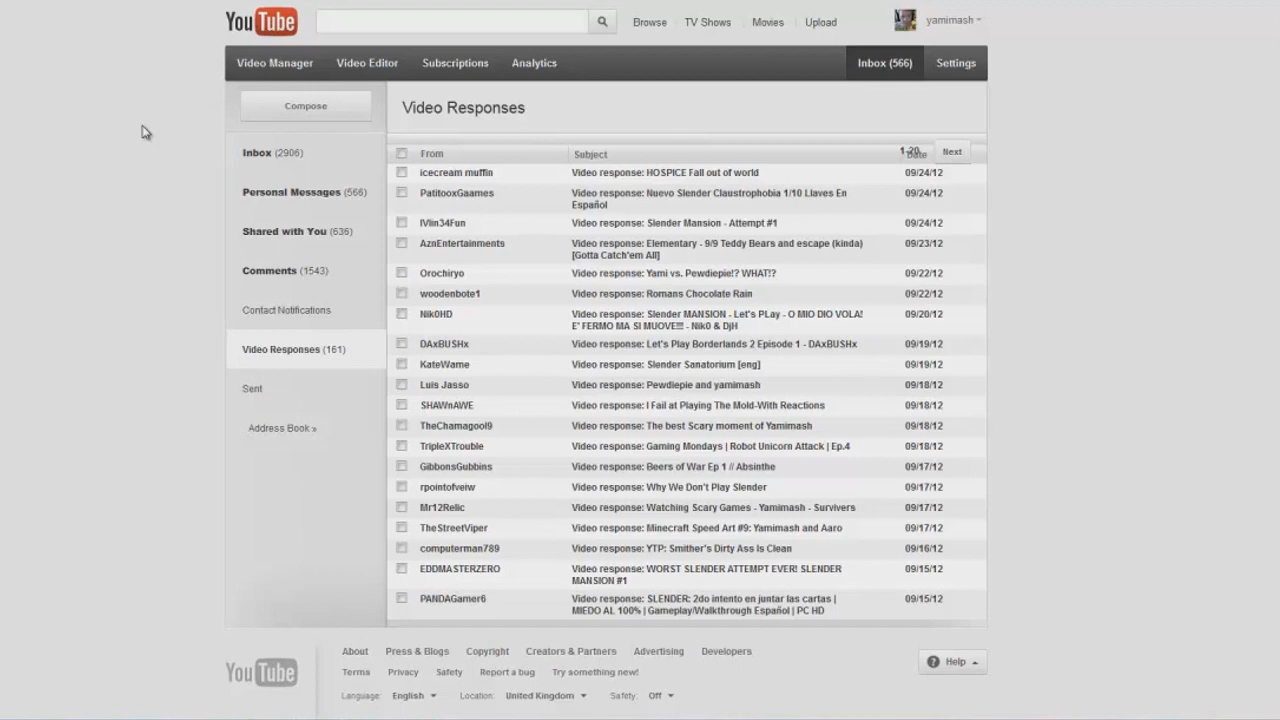 YouTube
Browse TV Shows Movies Upload yamimash
Video Manager Video Editor Subscriptions Analytics Inbox (566) Settings
Compose
Video Responses
Inbox (2906)
Personal Messages (566)
Shared with You (636)
Comments (1543)
Contact Notifications
Video Responses (161)
Sent
Address Book »
1-20 Next
From Subject Date
icecream muffin Video response: HOSPICE Fall out of world 09/24/12
PatitooxGaames Video response: Nuevo Slender Claustrophobia 1/10 Llaves En 09/24/12
Español
IVlin34Fun Video response: Slender Mansion - Attempt #1 09/24/12
AznEntertainments Video response: Elementary - 9/9 Teddy Bears and escape (kinda) 09/23/12
[Gotta Catch'em All]
Orochiryo Video response: Yami vs. Pewdiepie!? WHAT!? 09/22/12
woodenbote1 Video response: Romans Chocolate Rain 09/22/12
Nik0HD Video response: Slender MANSION - Let's PLay - O MIO DIO VOLA! 09/20/12
E' FERMO MA SI MUOVE!!! - Nik0 & DjH
DAxBUSHx Video response: Let's Play Borderlands 2 Episode 1 - DAxBUSHx 09/19/12
KateWame Video response: Slender Sanatorium [eng] 09/19/12
Luis Jasso Video response: Pewdiepie and yamimash 09/18/12
SHAWnAWE Video response: I Fail at Playing The Mold-With Reactions 09/18/12
TheChamagool9 Video response: The best Scary moment of Yamimash 09/18/12
TripleXTrouble Video response: Gaming Mondays | Robot Unicorn Attack | Ep.4 09/18/12
GibbonsGubbins Video response: Beers of War Ep 1 // Absinthe 09/17/12
rpointofveiw Video response: Why We Don't Play Slender 09/17/12
Mr12Relic Video response: Watching Scary Games - Yamimash - Survivers 09/17/12
TheStreetViper Video response: Minecraft Speed Art #9: Yamimash and Aaro 09/17/12
computerman789 Video response: YTP: Smither's Dirty Ass Is Clean 09/16/12
EDDMASTERZERO Video response: WORST SLENDER ATTEMPT EVER! SLENDER 09/15/12
MANSION #1
PANDAGamer6 Video response: SLENDER: 2do intento en juntar las cartas | 09/15/12
MIEDO AL 100% | Gameplay/Walkthrough Español | PC HD
YouTube
About Press & Blogs Copyright Creators & Partners Advertising Developers
Terms Privacy Safety Report a bug Try something new!
Language: English Location: United Kingdom Safety: Off
Help